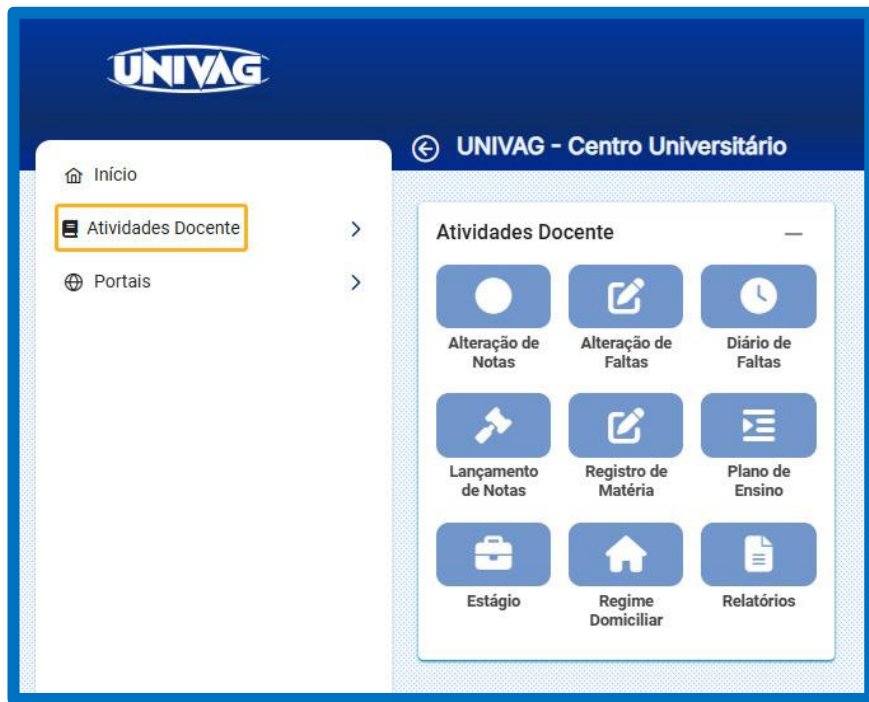 UNIVAG
UNIVAG - Centro Universitário
Início
Atividades Docente
Portais
Atividades Docente
Alteração de
Notas
Alteração de
Faltas
Diário de
Faltas
Lançamento
de Notas
Registro de
Matéria
Plano de
Ensino
Estágio
Regime
Domiciliar
Relatórios